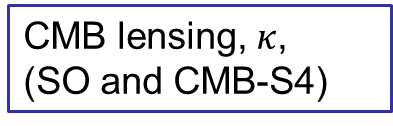 CMB lensing, κ,
(SO and CMB-S4)